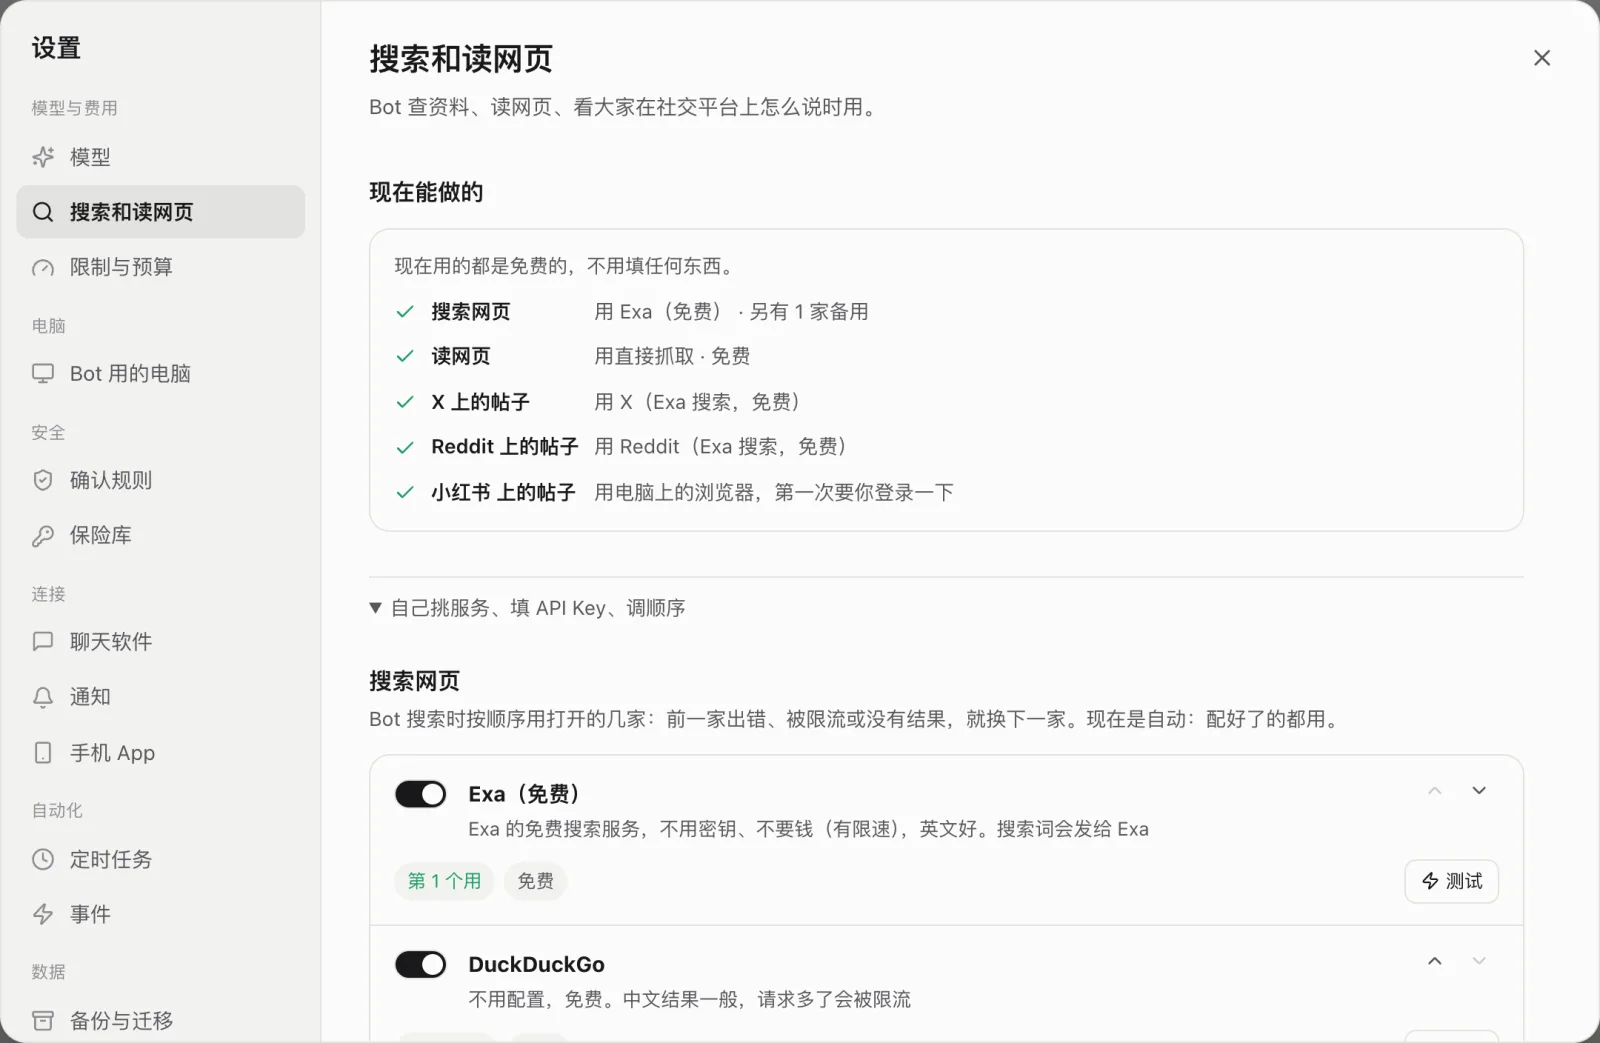 设置
模型与费用
模型
搜索和读网页
限制与预算
电脑
Bot 用的电脑
安全
确认规则
保险库
连接
聊天软件
通知
手机 App
自动化
定时任务
事件
数据
备份与迁移
搜索和读网页
Bot 查资料、读网页、看大家在社交平台上怎么说时用。
现在能做的
现在用的都是免费的，不用填任何东西。
搜索网页 用 Exa（免费） · 另有 1 家备用
读网页 用直接抓取 · 免费
X 上的帖子 用 X（Exa 搜索，免费）
Reddit 上的帖子 用 Reddit（Exa 搜索，免费）
小红书 上的帖子 用电脑上的浏览器，第一次要你登录一下
▼ 自己挑服务、填 API Key、调顺序
搜索网页
Bot 搜索时按顺序用打开的几家：前一家出错、被限流或没有结果，就换下一家。现在是自动：配好了的都用。
Exa（免费）
Exa 的免费搜索服务，不用密钥、不要钱（有限速），英文好。搜索词会发给 Exa
第 1 个用 免费 测试
DuckDuckGo
不用配置，免费。中文结果一般，请求多了会被限流